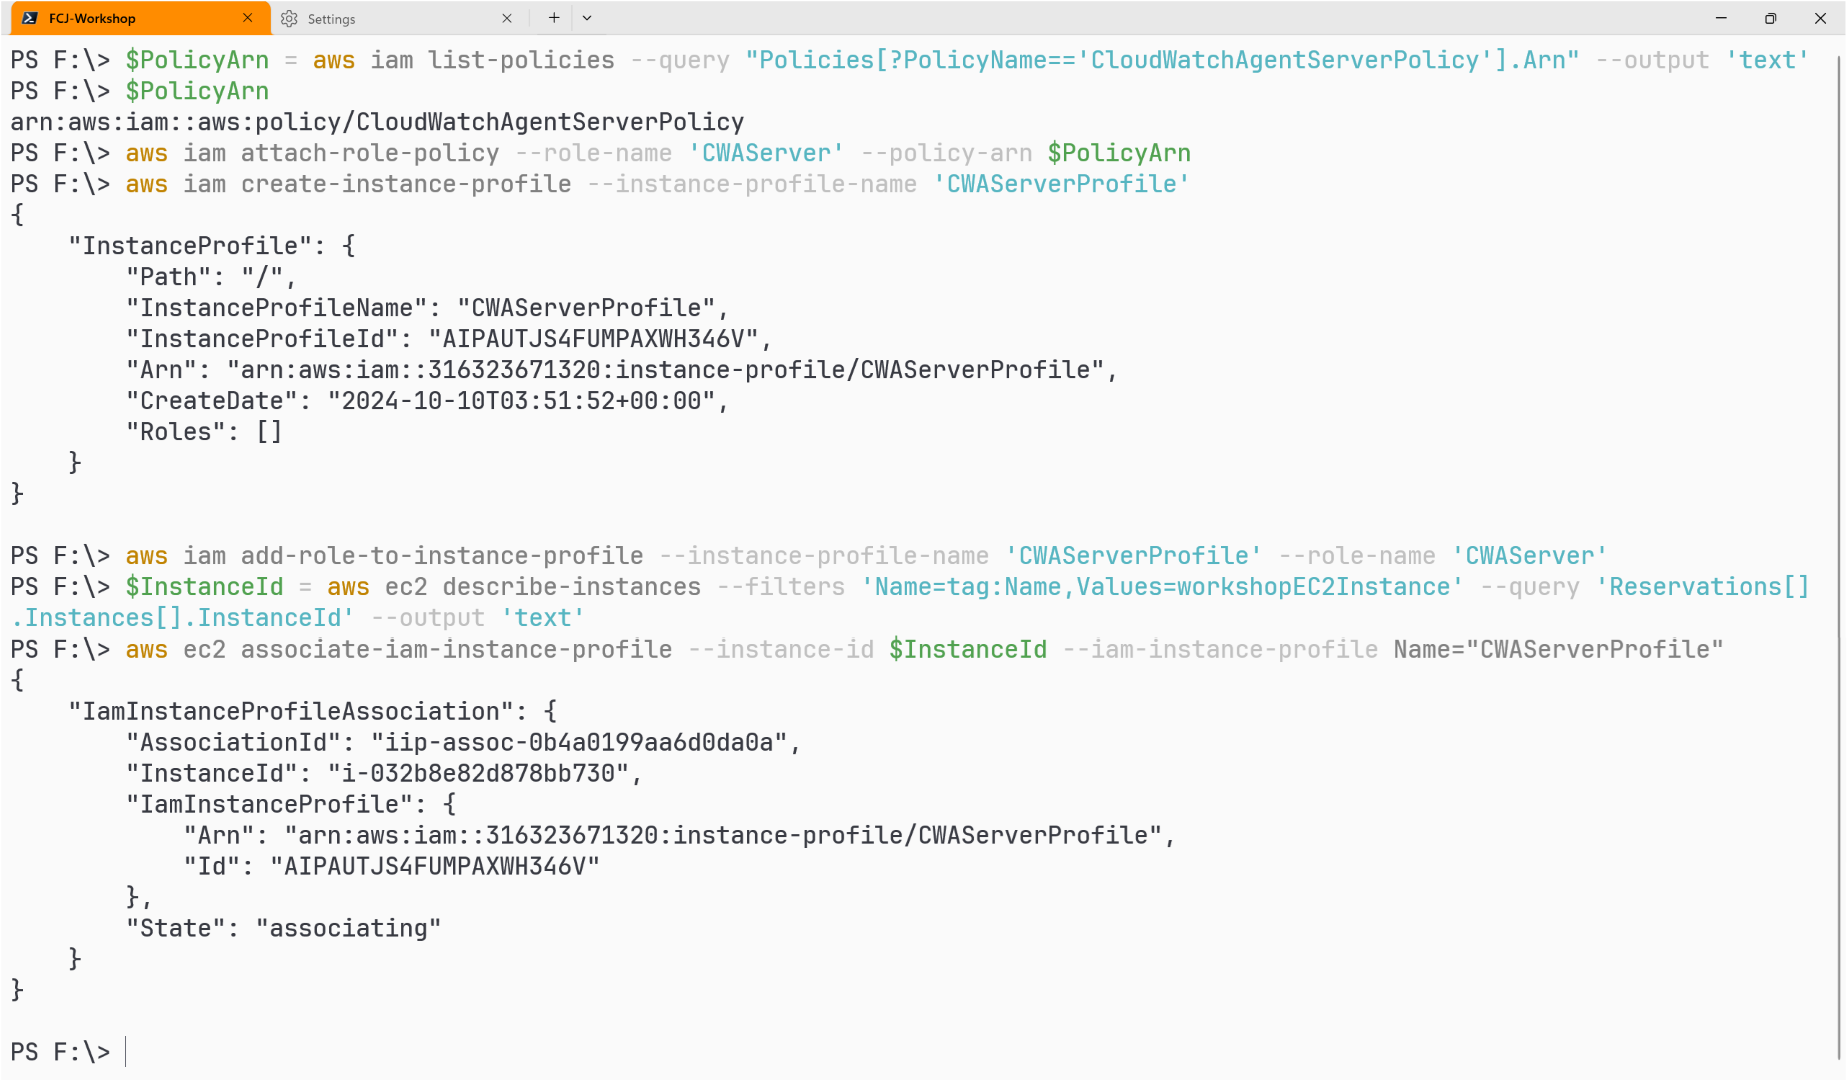 FCJ-Workshop
Settings
PS F:\> $PolicyArn = aws iam list-policies --query "Policies[?PolicyName=='CloudWatchAgentServerPolicy'].Arn" --output 'text'
PS F:\> $PolicyArn
arn:aws:iam::aws:policy/CloudWatchAgentServerPolicy
PS F:\> aws iam attach-role-policy --role-name 'CWAServer' --policy-arn $PolicyArn
PS F:\> aws iam create-instance-profile --instance-profile-name 'CWAServerProfile'
{
    "InstanceProfile": {
        "Path": "/",
        "InstanceProfileName": "CWAServerProfile",
        "InstanceProfileId": "AIPAUTJS4FUMPAXWH346V",
        "Arn": "arn:aws:iam::316323671320:instance-profile/CWAServerProfile",
        "CreateDate": "2024-10-10T03:51:52+00:00",
        "Roles": []
    }
}
PS F:\> aws iam add-role-to-instance-profile --instance-profile-name 'CWAServerProfile' --role-name 'CWAServer'
PS F:\> $InstanceId = aws ec2 describe-instances --filters 'Name=tag:Name,Values=workshopEC2Instance' --query 'Reservations[]
.Instances[].InstanceId' --output 'text'
PS F:\> aws ec2 associate-iam-instance-profile --instance-id $InstanceId --iam-instance-profile Name="CWAServerProfile"
{
    "IamInstanceProfileAssociation": {
        "AssociationId": "iip-assoc-0b4a0199aa6d0da0a",
        "InstanceId": "i-032b8e82d878bb730",
        "IamInstanceProfile": {
            "Arn": "arn:aws:iam::316323671320:instance-profile/CWAServerProfile",
            "Id": "AIPAUTJS4FUMPAXWH346V"
        },
        "State": "associating"
    }
}
PS F:\>